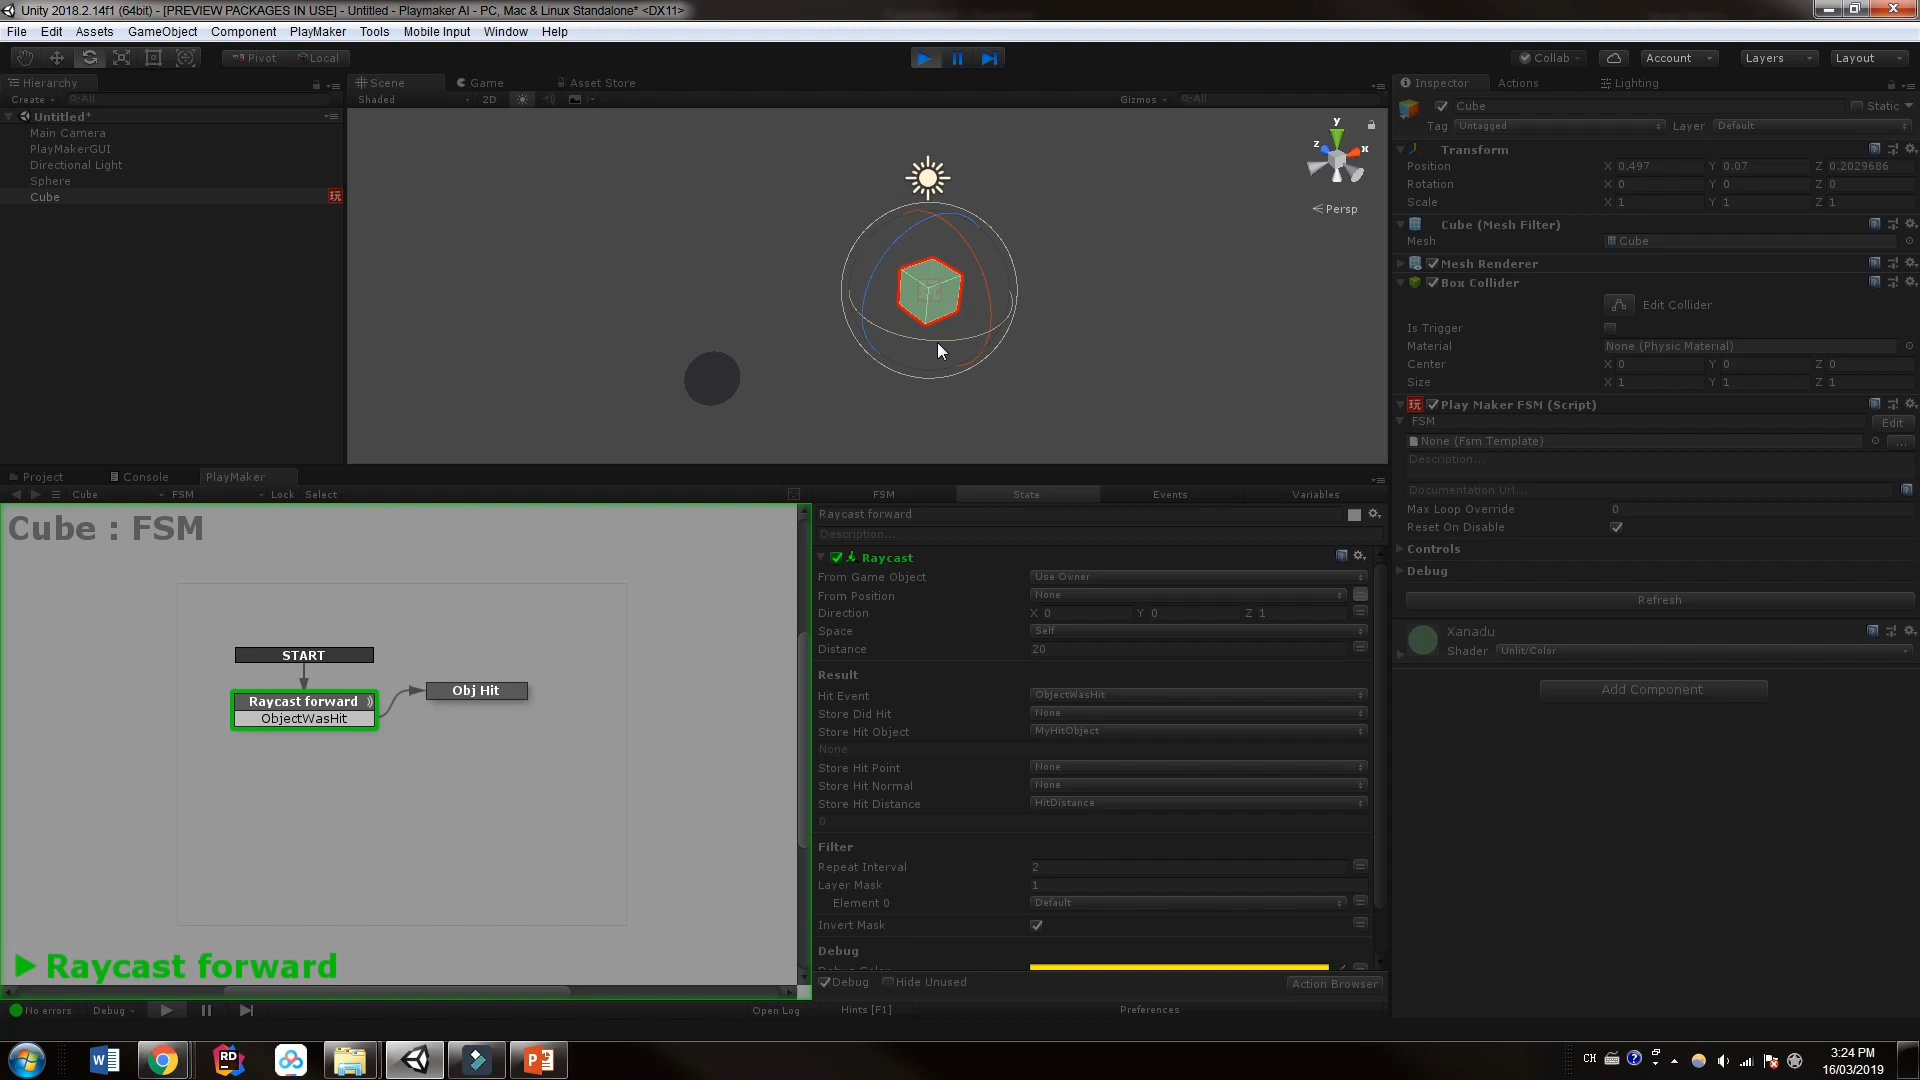 Unity 2018.2.14f1 (64bit) - [PREVIEW PACKAGES IN USE] - Untitled - Playmaker AI - PC, Mac & Linux Standalone* <DX11>
File Edit Assets GameObject Component PlayMaker Tools Mobile Input Window Help
Pivot Local Collab Account Layers Layout
Hierarchy
Create All
Untitled*
Main Camera
PlayMakerGUI
Directional Light
Sphere
Cube 玩
Scene Game Asset Store
Shaded 2D Gizmos All
y
z x
Persp
Inspector Actions Lighting
Cube Static
Tag Untagged Layer Default
Transform
Position X 0.497 Y 0.07 Z 0.2029686
Rotation X 0 Y 0 Z 0
Scale X 1 Y 1 Z 1
Cube (Mesh Filter)
Mesh Cube
Mesh Renderer
Box Collider
Edit Collider
Is Trigger
Material None (Physic Material)
Center X 0 Y 0 Z 0
Size X 1 Y 1 Z 1
玩 Play Maker FSM (Script)
FSM Edit
None (Fsm Template) ...
Description...
Documentation Url...
Max Loop Override 0
Reset On Disable
Controls
Debug
Refresh
Xanadu
Shader Unlit/Color
Add Component
Project Console PlayMaker
Cube FSM Lock Select
Cube : FSM
START
Raycast forward
ObjectWasHit
Obj Hit
Raycast forward
No errors Debug Open Log
FSM State Events Variables
Raycast forward
Description...
Raycast
From Game Object Use Owner
From Position None
Direction X 0 Y 0 Z 1
Space Self
Distance 20
Result
Hit Event ObjectWasHit
Store Did Hit None
Store Hit Object MyHitObject
None
Store Hit Point None
Store Hit Normal None
Store Hit Distance HitDistance
0
Filter
Repeat Interval 2
Layer Mask 1
Element 0 Default
Invert Mask
Debug
Debug Color
Debug Hide Unused Action Browser
Hints [F1] Preferences
CH 3:24 PM
16/03/2019